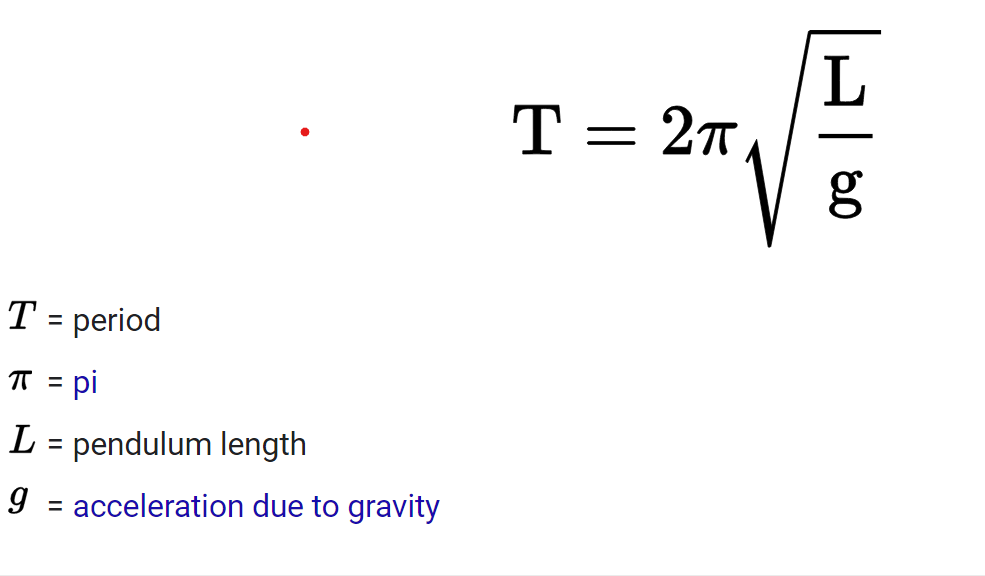 T = 2π√(L/g)
T = period
π = pi
L = pendulum length
g = acceleration due to gravity